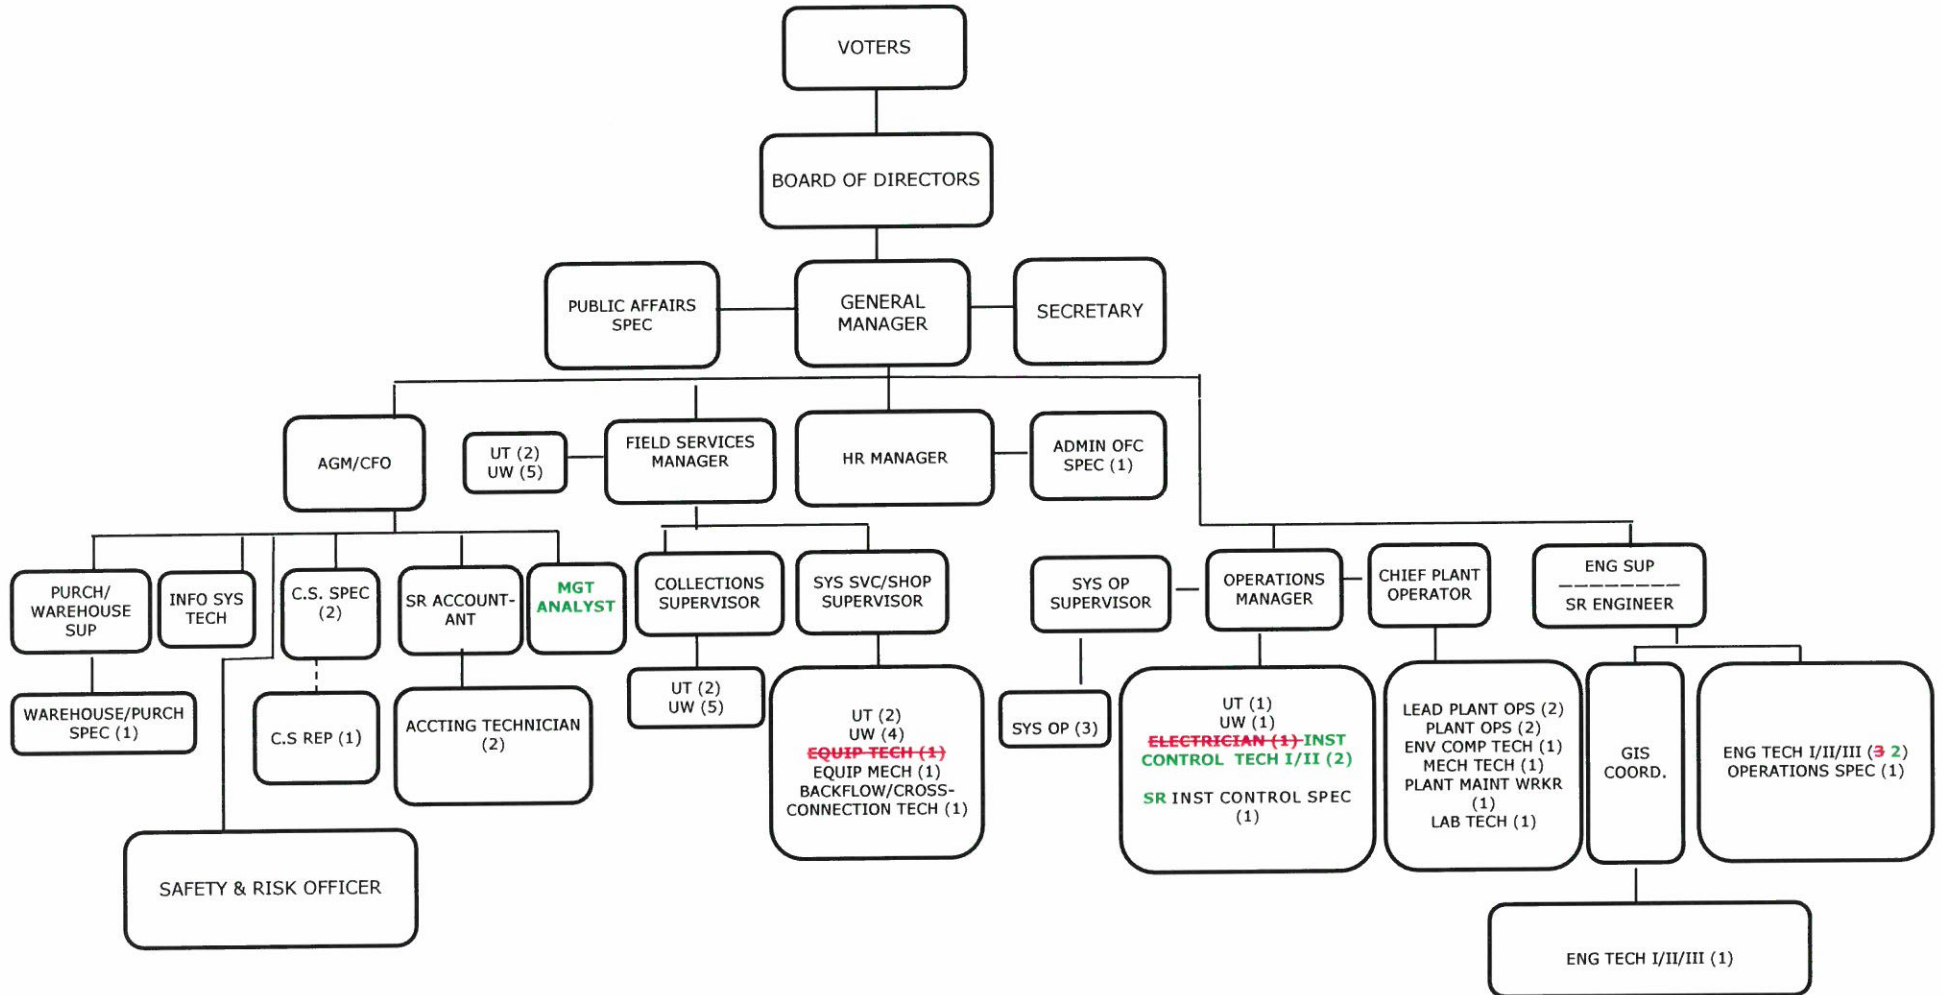 VOTERS
BOARD OF DIRECTORS
PUBLIC AFFAIRS
SPEC
GENERAL
MANAGER
SECRETARY
AGM/CFO
UT (2)
UW (5)
FIELD SERVICES
MANAGER
HR MANAGER
ADMIN OFC
SPEC (1)
PURCH/
WAREHOUSE
SUP
INFO SYS
TECH
C.S. SPEC
(2)
SR ACCOUNT-
ANT
MGT
ANALYST
COLLECTIONS
SUPERVISOR
SYS SVC/SHOP
SUPERVISOR
SYS OP
SUPERVISOR
OPERATIONS
MANAGER
CHIEF PLANT
OPERATOR
ENG SUP
SR ENGINEER
WAREHOUSE/PURCH
SPEC (1)
C.S REP (1)
ACCTING TECHNICIAN
(2)
UT (2)
UW (5)
UT (2)
UW (4)
EQUIP TECH (1)
EQUIP MECH (1)
BACKFLOW/CROSS-
CONNECTION TECH (1)
SYS OP (3)
UT (1)
UW (1)
ELECTRICIAN (1) INST
CONTROL TECH I/II (2)
SR INST CONTROL SPEC
(1)
LEAD PLANT OPS (2)
PLANT OPS (2)
ENV COMP TECH (1)
MECH TECH (1)
PLANT MAINT WRKR
(1)
LAB TECH (1)
GIS
COORD.
ENG TECH I/II/III (3 2)
OPERATIONS SPEC (1)
SAFETY & RISK OFFICER
ENG TECH I/II/III (1)